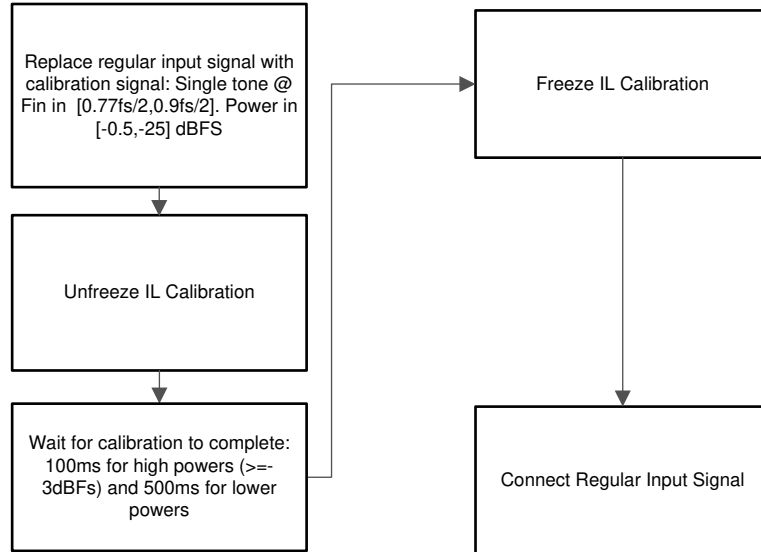 Replace regular input signal with
calibration signal: Single tone @
Fin in  [0.77fs/2,0.9fs/2]. Power in
[-0.5,-25] dBFS
Unfreeze IL Calibration
Wait for calibration to complete:
100ms for high powers (>=-
3dBFs) and 500ms for lower
powers
Freeze IL Calibration
Connect Regular Input Signal